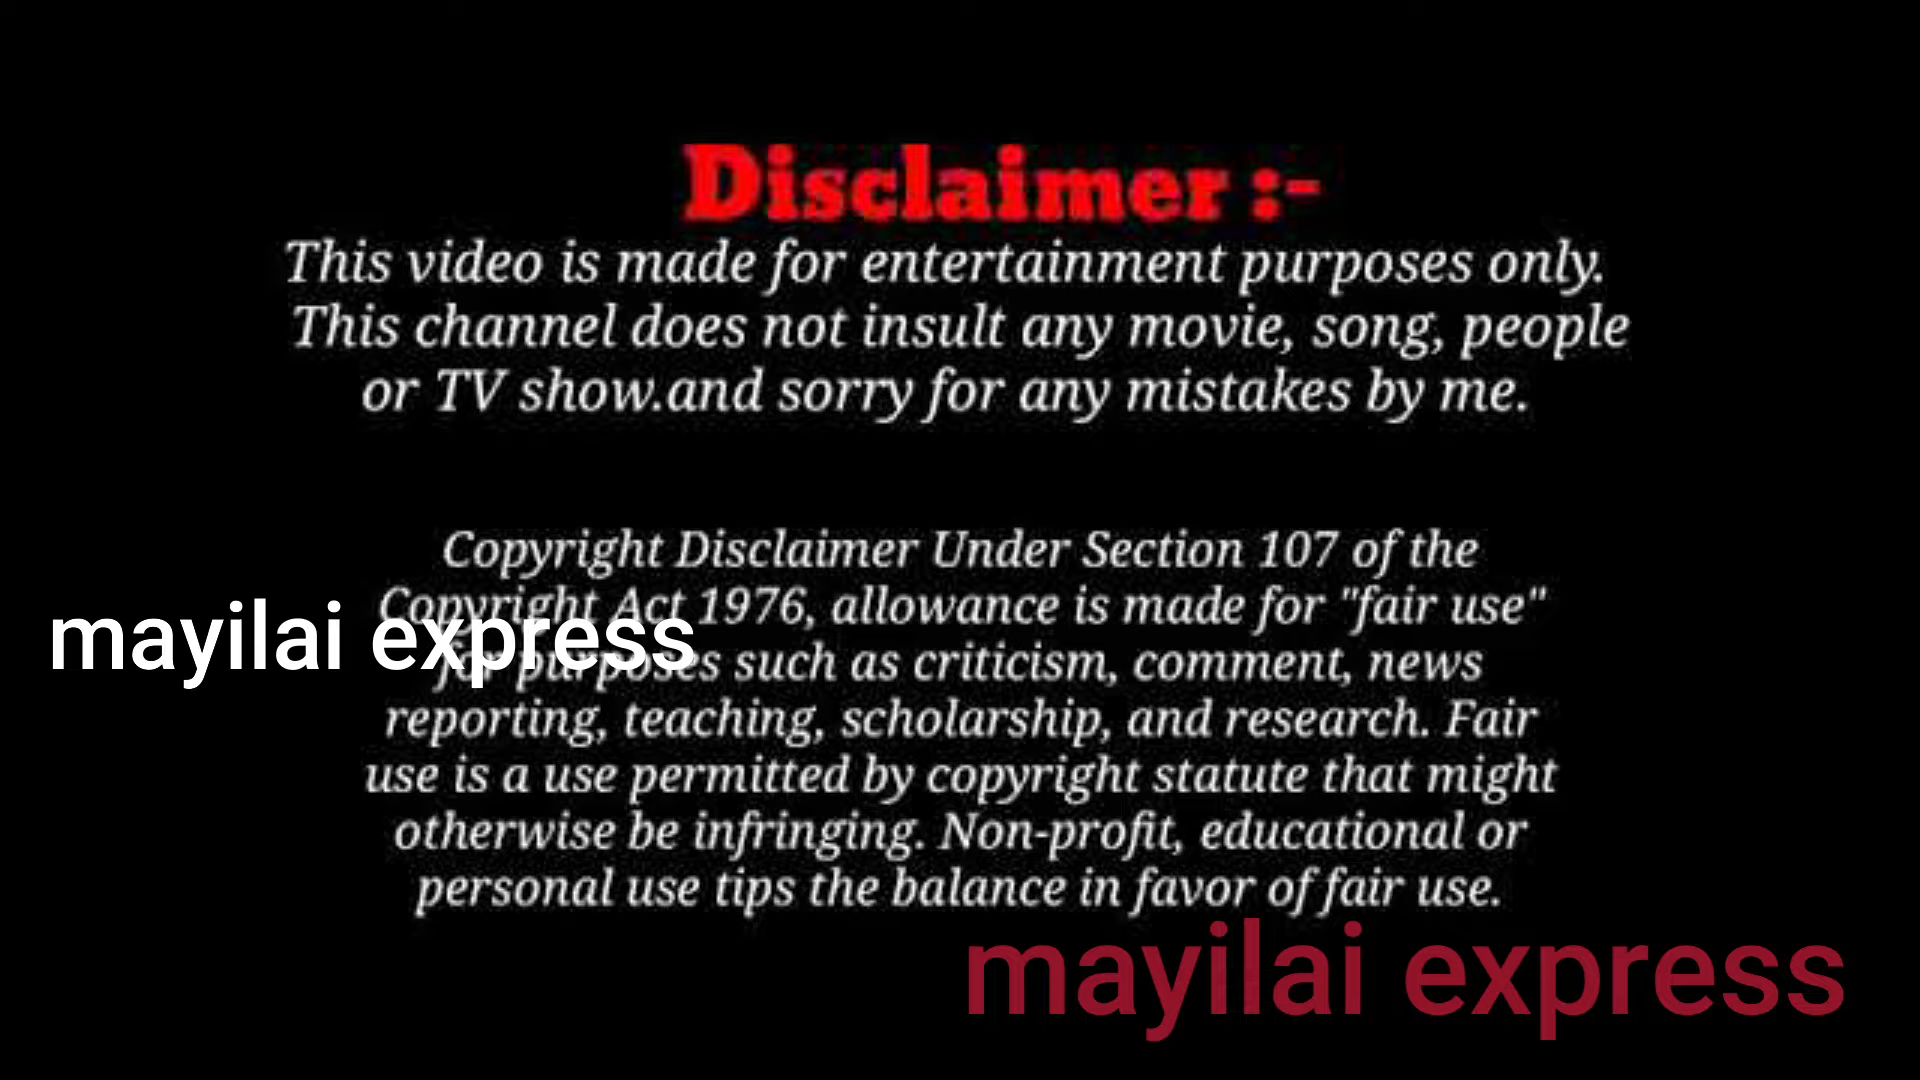 Disclaimer :-
This video is made for entertainment purposes only.
This channel does not insult any movie, song, people
or TV show.and sorry for any mistakes by me.
Copyright Disclaimer Under Section 107 of the
Copyright Act 1976, allowance is made for "fair use"
mayilai express
for purposes such as criticism, comment, news
reporting, teaching, scholarship, and research. Fair
use is a use permitted by copyright statute that might
otherwise be infringing. Non-profit, educational or
personal use tips the balance in favor of fair use.
mayilai express